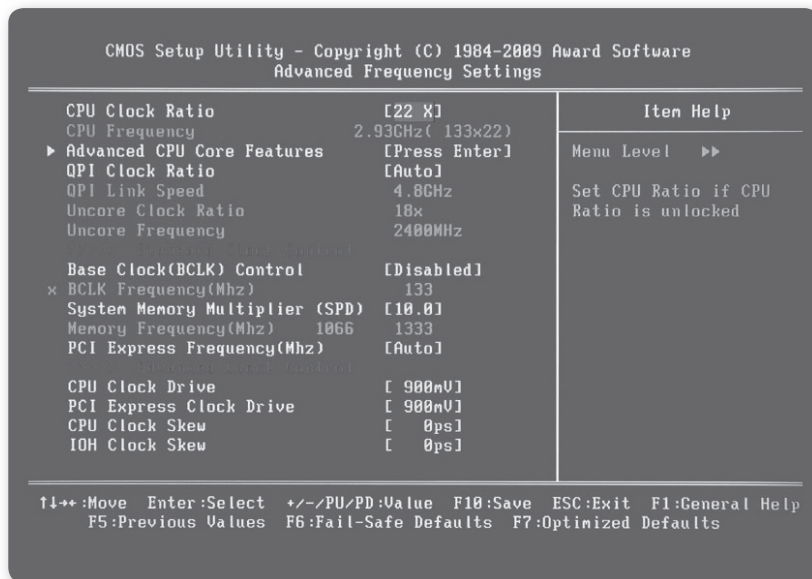 CMOS Setup Utility - Copyright (C) 1984-2009 Award Software
Advanced Frequency Settings
CPU Clock Ratio [22 X]
CPU Frequency 2.93GHz( 133x22)
▶ Advanced CPU Core Features [Press Enter]
QPI Clock Ratio [Auto]
QPI Link Speed 4.8GHz
Uncore Clock Ratio 18x
Uncore Frequency 2400MHz
Clock Control
Base Clock(BCLK) Control [Disabled]
x BCLK Frequency(Mhz) 133
System Memory Multiplier (SPD) [10.0]
Memory Frequency(Mhz) 1066 1333
PCI Express Frequency(Mhz) [Auto]
Clock Control
CPU Clock Drive [ 900mV]
PCI Express Clock Drive [ 900mV]
CPU Clock Skew [ 0ps]
IOH Clock Skew [ 0ps]
Item Help
Menu Level ▶▶
Set CPU Ratio if CPU
Ratio is unlocked
↑↓→←:Move Enter:Select +/-/PU/PD:Value F10:Save ESC:Exit F1:General Help
F5:Previous Values F6:Fail-Safe Defaults F7:Optimized Defaults